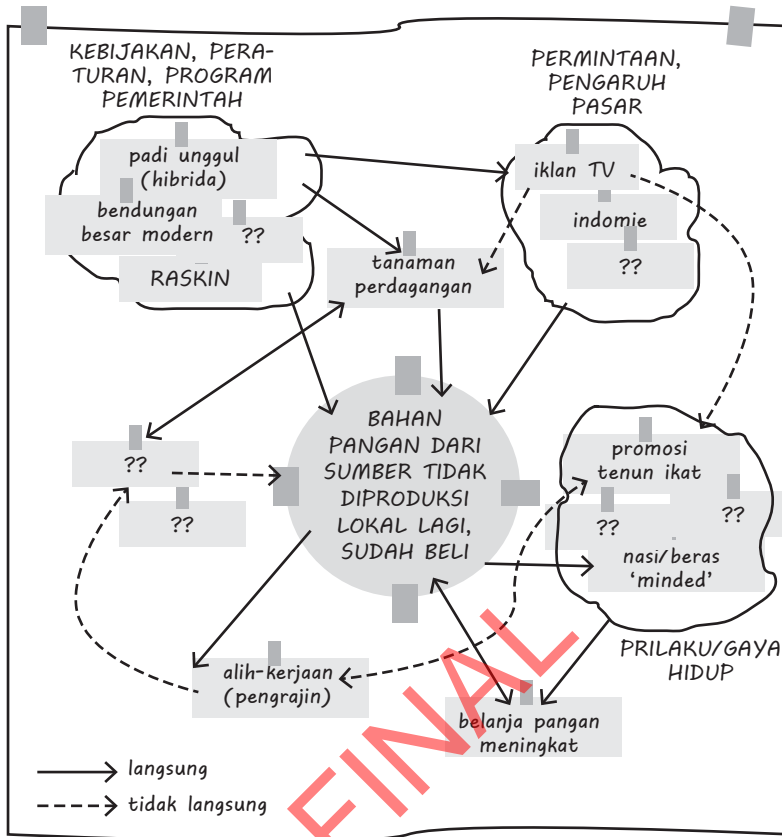 KEBIJAKAN, PERA-
TURAN, PROGRAM
PEMERINTAH
padi unggul
(hibrida)
bendungan
besar modern
??
RASKIN
PERMINTAAN,
PENGARUH
PASAR
iklan TV
indomie
??
tanaman
perdagangan
??
??
BAHAN
PANGAN DARI
SUMBER TIDAK
DIPRODUKSI
LOKAL LAGI,
SUDAH BELI
promosi
tenun ikat
??
??
nasi/beras
‘minded’
PRILAKU/GAYA
HIDUP
alih-kerjaan
(pengrajin)
belanja pangan
meningkat
langsung
tidak langsung
FINAL